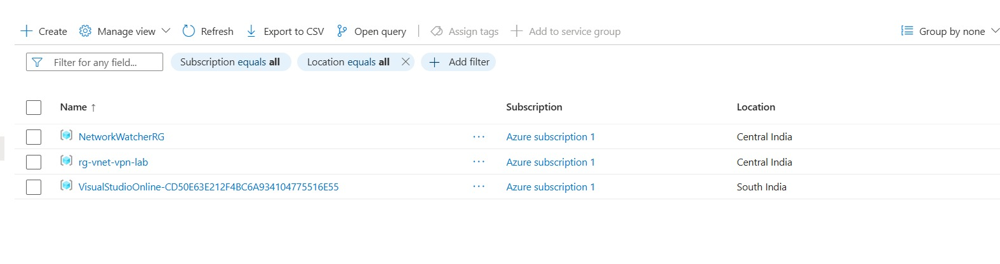 Create Manage view Refresh Export to CSV Open query Assign tags Add to service group Group by none
Filter for any field... Subscription equals all Location equals all Add filter
Name ↑ Subscription Location
NetworkWatcherRG ... Azure subscription 1 Central India
rg-vnet-vpn-lab ... Azure subscription 1 Central India
VisualStudioOnline-CD50E63E212F4BC6A934104775516E55 ... Azure subscription 1 South India